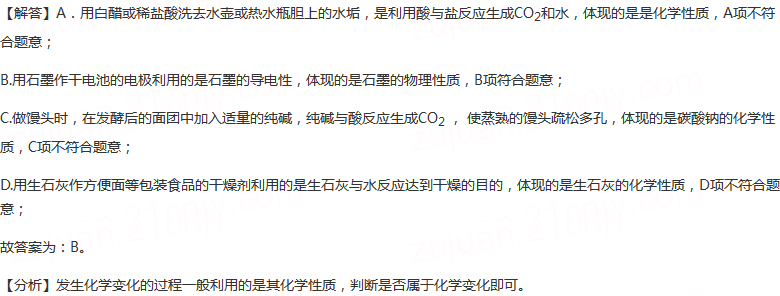 【解答】A．用白醋或稀盐酸洗去水壶或热水瓶胆上的水垢，是利用酸与盐反应生成CO2和水，体现的是是化学性质，A项不符
合题意；
B.用石墨作干电池的电极利用的是石墨的导电性，体现的是石墨的物理性质，B项符合题意；
C.做馒头时，在发酵后的面团中加入适量的纯碱，纯碱与酸反应生成CO2 ， 使蒸熟的馒头疏松多孔，体现的是碳酸钠的化学性
质，C项不符合题意；
D.用生石灰作方便面等包装食品的干燥剂利用的是生石灰与水反应达到干燥的目的，体现的是生石灰的化学性质，D项不符合题
意；
故答案为：B。
【分析】发生化学变化的过程一般利用的是其化学性质，判断是否属于化学变化即可。